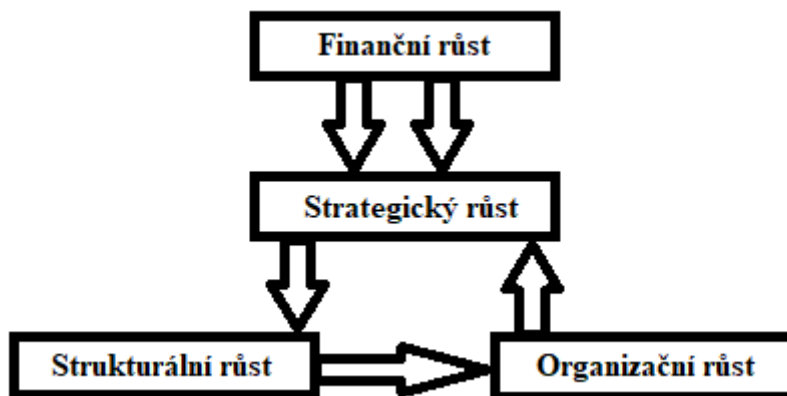 Finanční růst
Strategický růst
Strukturální růst
Organizační růst